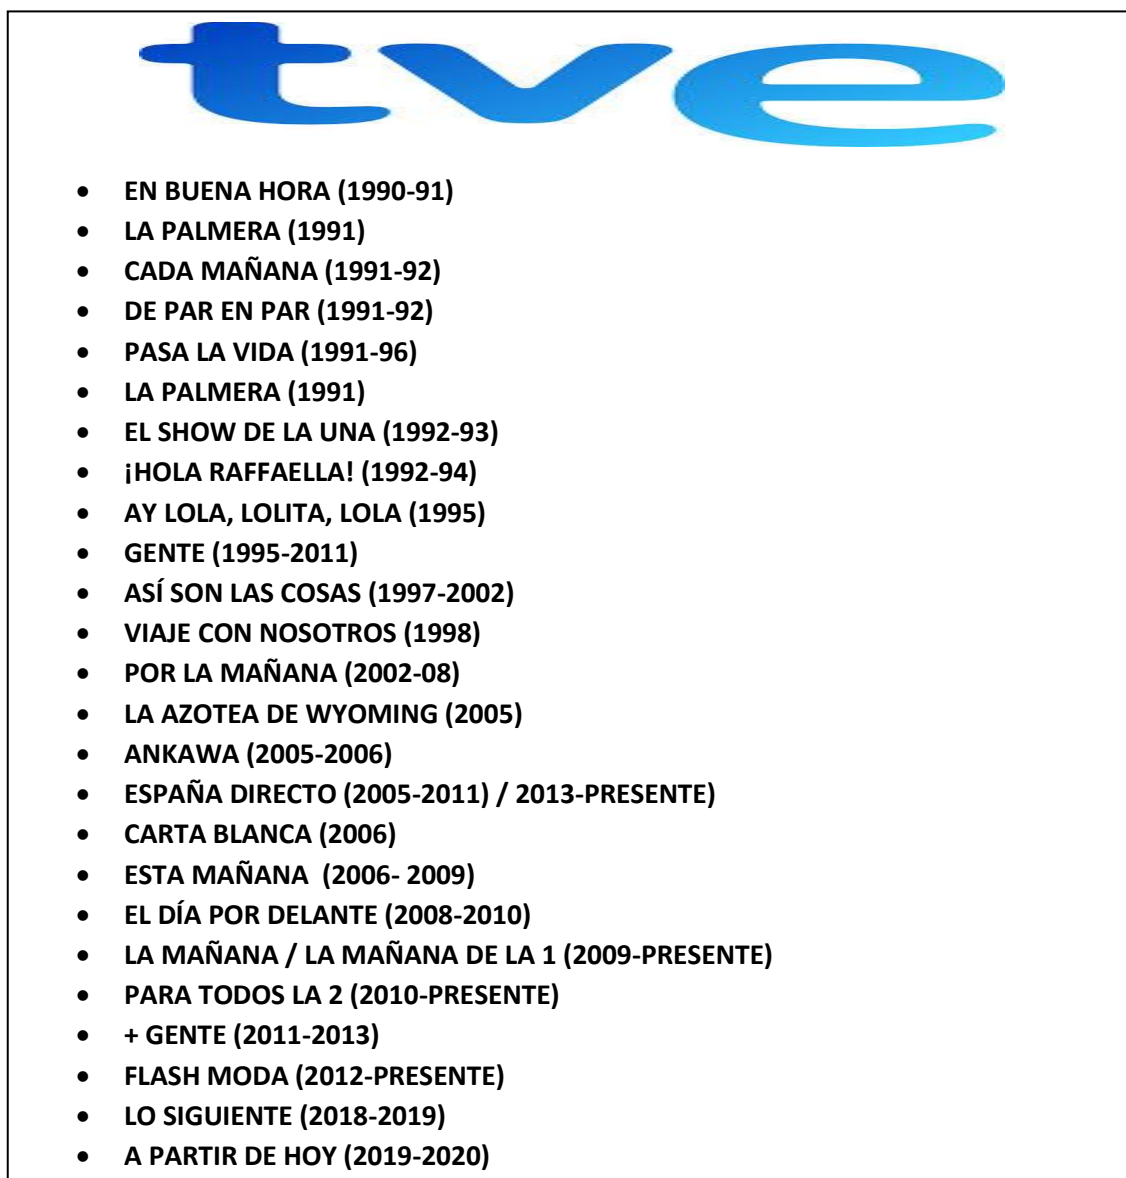 tve
• EN BUENA HORA (1990-91)
• LA PALMERA (1991)
• CADA MAÑANA (1991-92)
• DE PAR EN PAR (1991-92)
• PASA LA VIDA (1991-96)
• LA PALMERA (1991)
• EL SHOW DE LA UNA (1992-93)
• ¡HOLA RAFFAELLA! (1992-94)
• AY LOLA, LOLITA, LOLA (1995)
• GENTE (1995-2011)
• ASÍ SON LAS COSAS (1997-2002)
• VIAJE CON NOSOTROS (1998)
• POR LA MAÑANA (2002-08)
• LA AZOTEA DE WYOMING (2005)
• ANKAWA (2005-2006)
• ESPAÑA DIRECTO (2005-2011) / 2013-PRESENTE)
• CARTA BLANCA (2006)
• ESTA MAÑANA  (2006- 2009)
• EL DÍA POR DELANTE (2008-2010)
• LA MAÑANA / LA MAÑANA DE LA 1 (2009-PRESENTE)
• PARA TODOS LA 2 (2010-PRESENTE)
• + GENTE (2011-2013)
• FLASH MODA (2012-PRESENTE)
• LO SIGUIENTE (2018-2019)
• A PARTIR DE HOY (2019-2020)